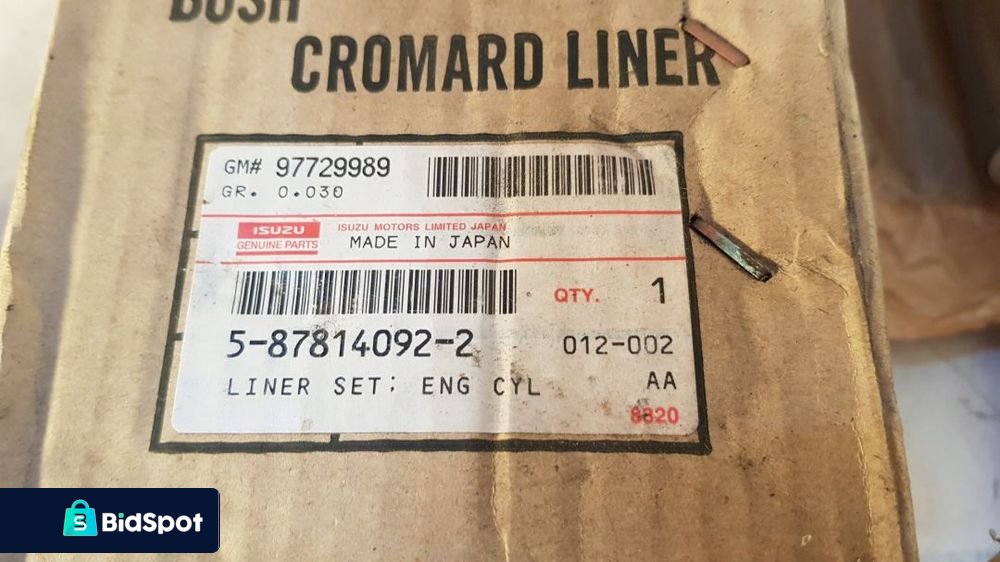 BUSH
CROMARD LINER
GM# 97729989
GR. 0.030
ISUZU
GENUINE PARTS
ISUZU MOTORS LIMITED JAPAN
MADE IN JAPAN
QTY. 1
5-87814092-2 012-002
LINER SET; ENG CYL AA
8820
S BidSpot